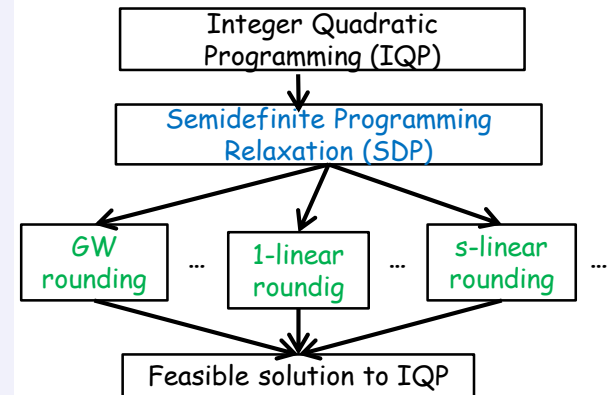 Integer Quadratic
Programming (IQP)
Semidefinite Programming
Relaxation (SDP)
GW
rounding
...
1-linear
roundig
...
s-linear
rounding
...
Feasible solution to IQP